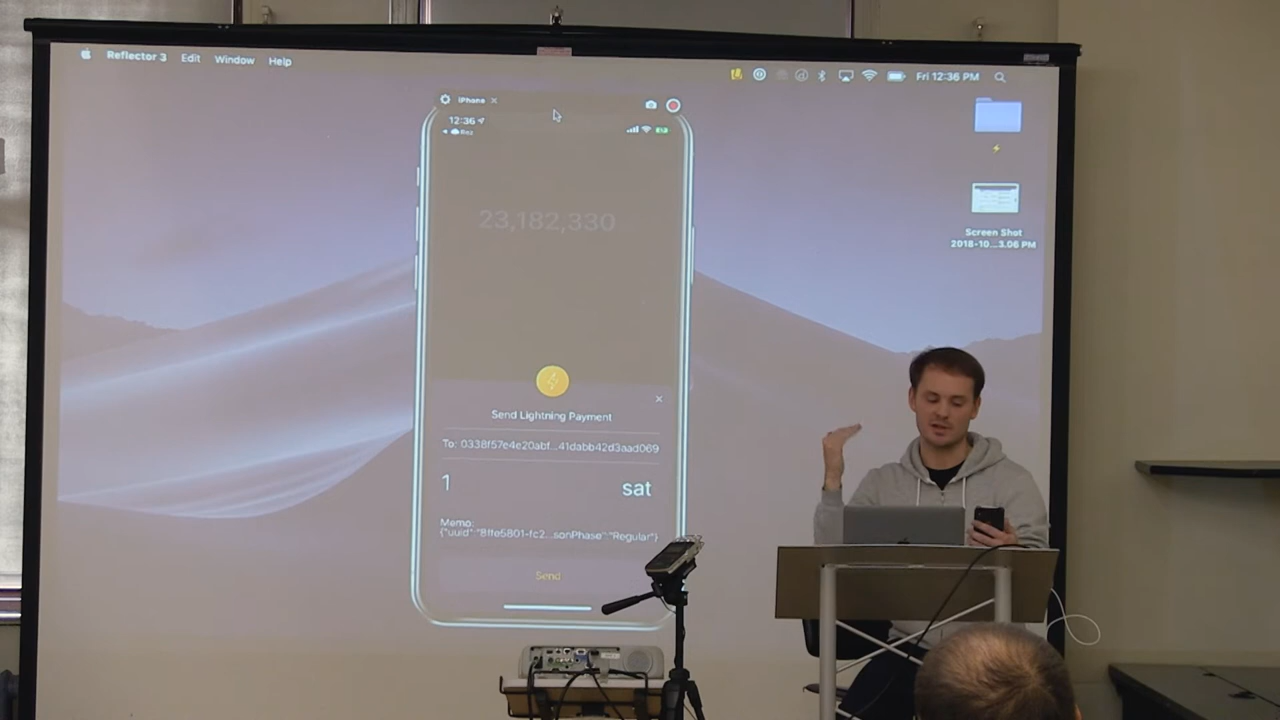 Reflector 3 Edit Window Help
Fri 12:36 PM
iPhone
12:36
23,182,330
Send Lightning Payment
To: 0338f57e4e20abf...41dabb42d3aad069
1 sat
Memo:
{"uuid":"8ffe5801-fc2...sonPhase":"Regular"}
Send
Screen Shot
2018-10...3.06 PM